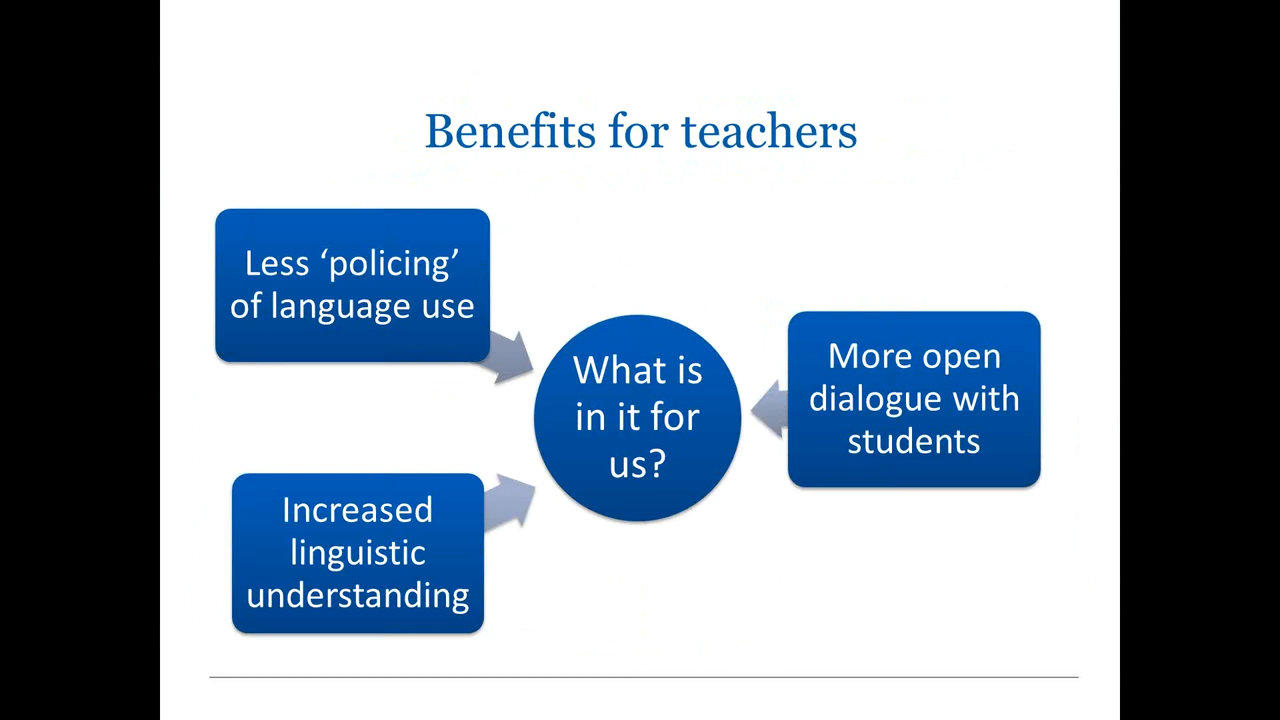 Benefits for teachers
Less ‘policing’
of language use
What is
in it for
us?
More open
dialogue with
students
Increased
linguistic
understanding